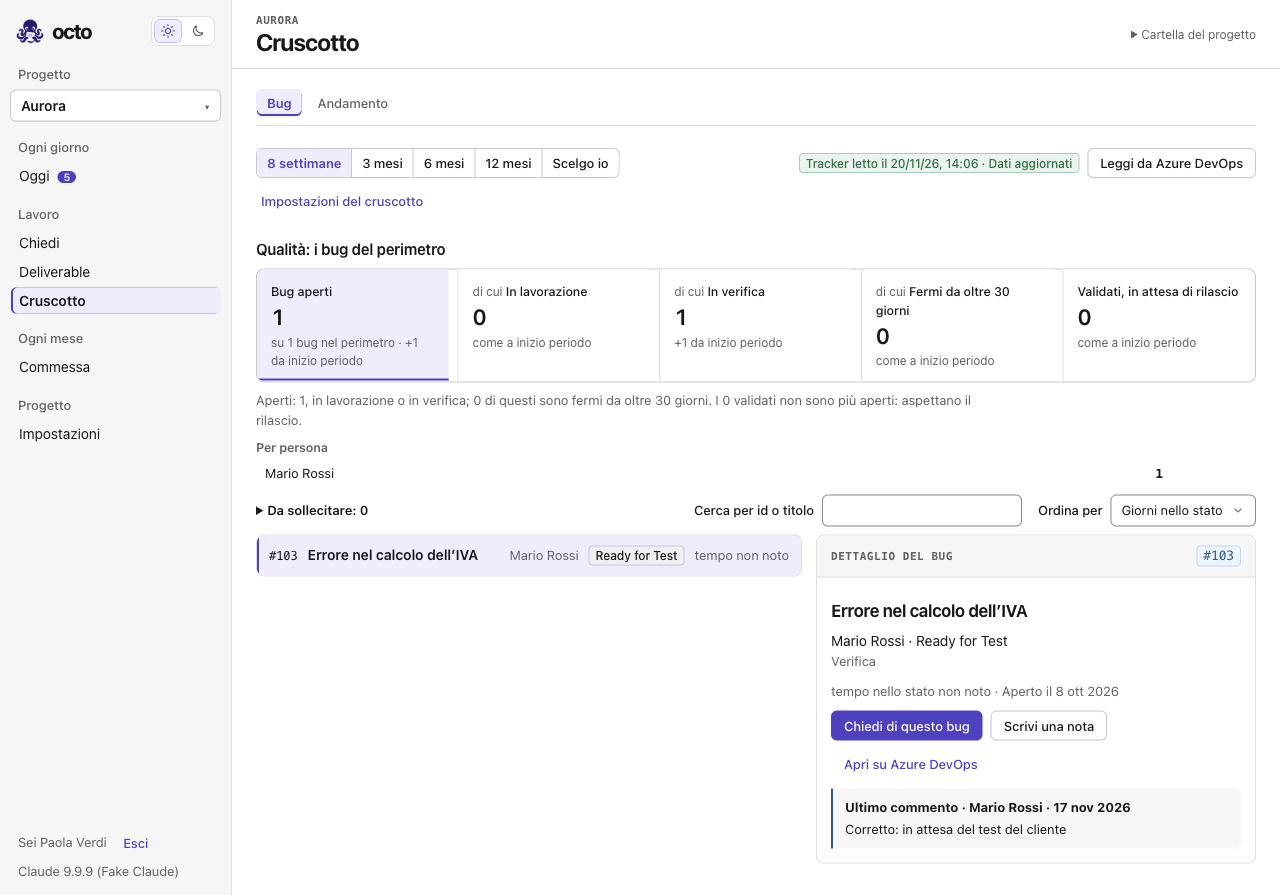 octo
Progetto
Aurora
Ogni giorno
Oggi 5
Lavoro
Chiedi
Deliverable
Cruscotto
Ogni mese
Commessa
Progetto
Impostazioni
Sei Paola Verdi Esci
Claude 9.9.9 (Fake Claude)
AURORA
Cruscotto
Cartella del progetto
Bug Andamento
8 settimane 3 mesi 6 mesi 12 mesi Scelgo io
Tracker letto il 20/11/26, 14:06 · Dati aggiornati
Leggi da Azure DevOps
Impostazioni del cruscotto
Qualità: i bug del perimetro
Bug aperti
1
su 1 bug nel perimetro · +1
da inizio periodo
di cui In lavorazione
0
come a inizio periodo
di cui In verifica
1
+1 da inizio periodo
di cui Fermi da oltre 30
giorni
0
come a inizio periodo
Validati, in attesa di rilascio
0
come a inizio periodo
Aperti: 1, in lavorazione o in verifica; 0 di questi sono fermi da oltre 30 giorni. I 0 validati non sono più aperti: aspettano il
rilascio.
Per persona
Mario Rossi 1
Da sollecitare: 0
Cerca per id o titolo
Ordina per Giorni nello stato
#103 Errore nel calcolo dell’IVA Mario Rossi Ready for Test tempo non noto
DETTAGLIO DEL BUG #103
Errore nel calcolo dell’IVA
Mario Rossi · Ready for Test
Verifica
tempo nello stato non noto · Aperto il 8 ott 2026
Chiedi di questo bug Scrivi una nota
Apri su Azure DevOps
Ultimo commento · Mario Rossi · 17 nov 2026
Corretto: in attesa del test del cliente